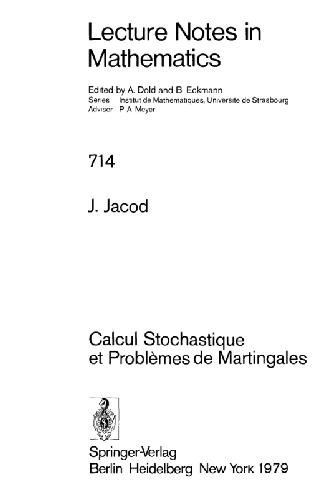 Lecture Notes in
Mathematics
Edited by A. Dold and B. Eckmann
Series Institut de Mathématiques, Université de Strasbourg
Adviser P. A. Meyer
714
J. Jacod
Calcul Stochastique
et Problèmes de Martingales
Springer-Verlag
Berlin Heidelberg New York 1979